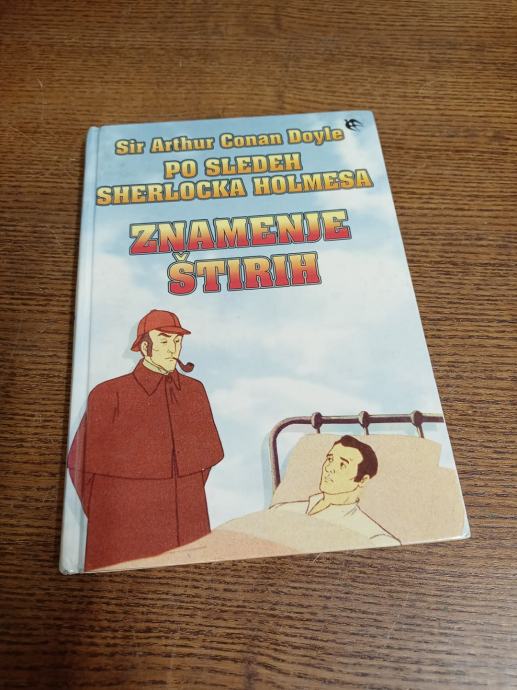 Sir Arthur Conan Doyle
PO SLEDEH
SHERLOCKA HOLMESA
ZNAMENJE
ŠTIRIH